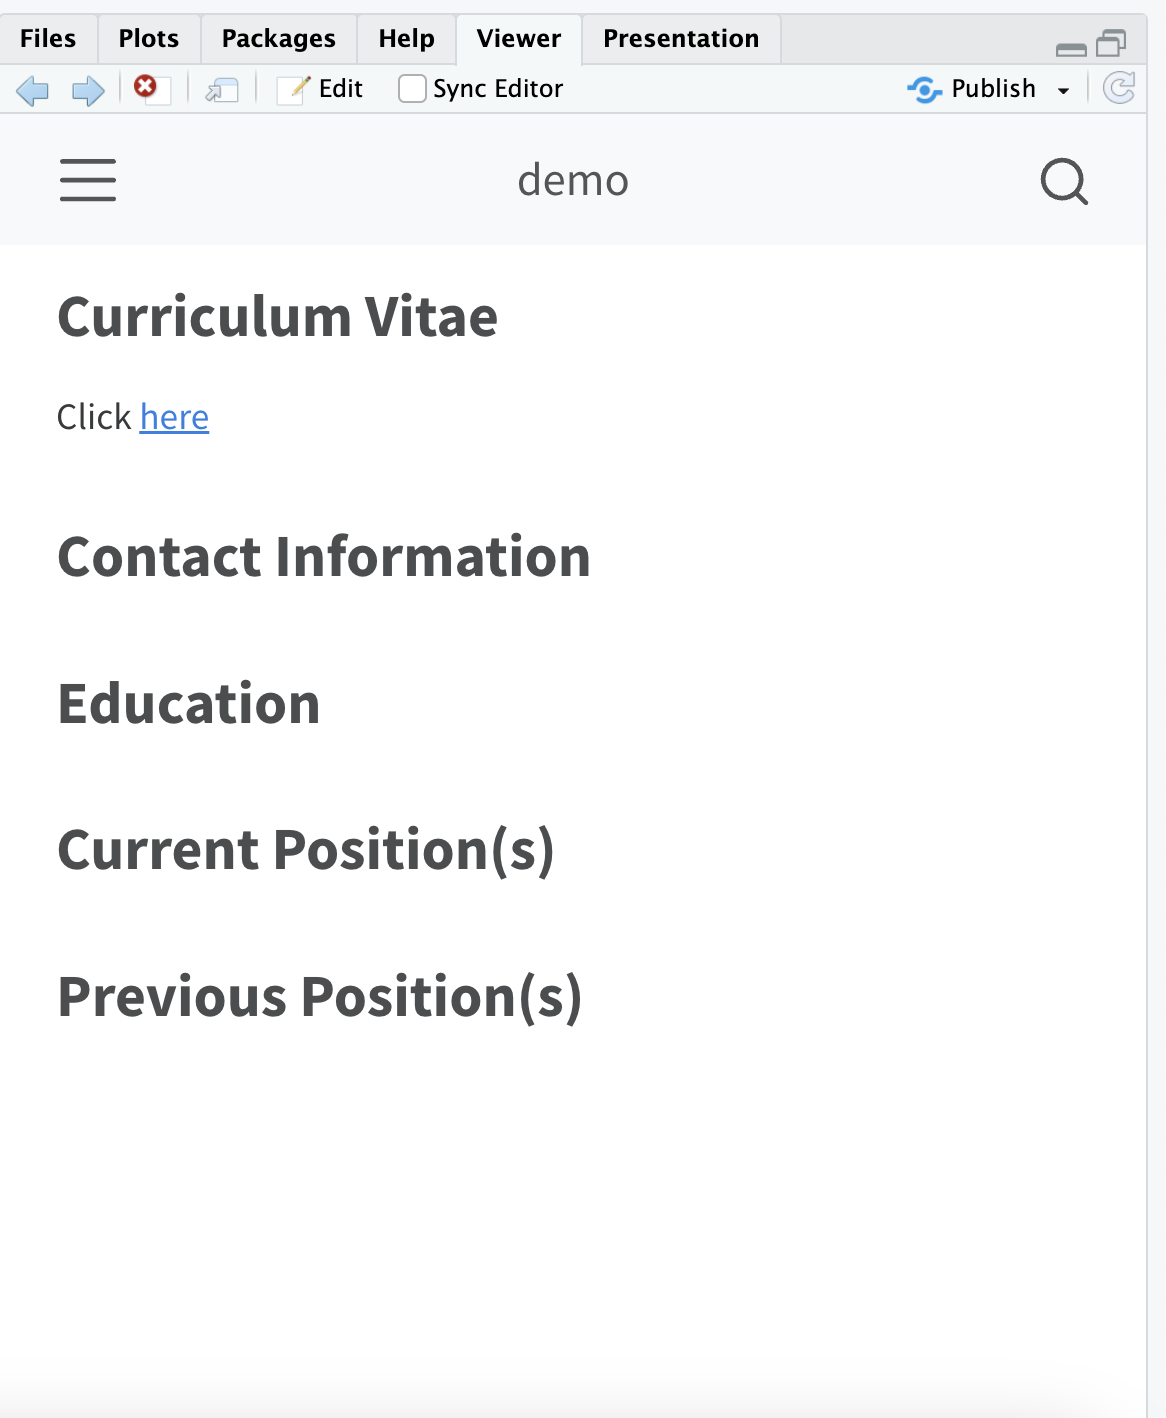 Files Plots Packages Help Viewer Presentation
Edit Sync Editor Publish
demo
Curriculum Vitae
Click here
Contact Information
Education
Current Position(s)
Previous Position(s)